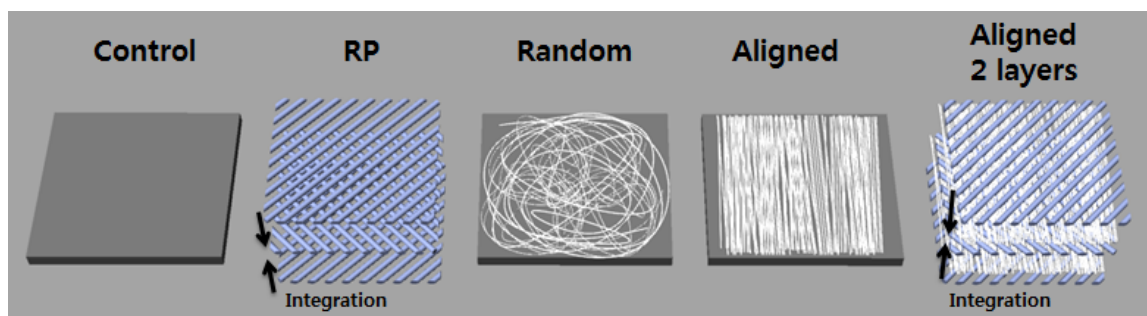 Control
RP
Random
Aligned
Aligned
2 layers
Integration
Integration